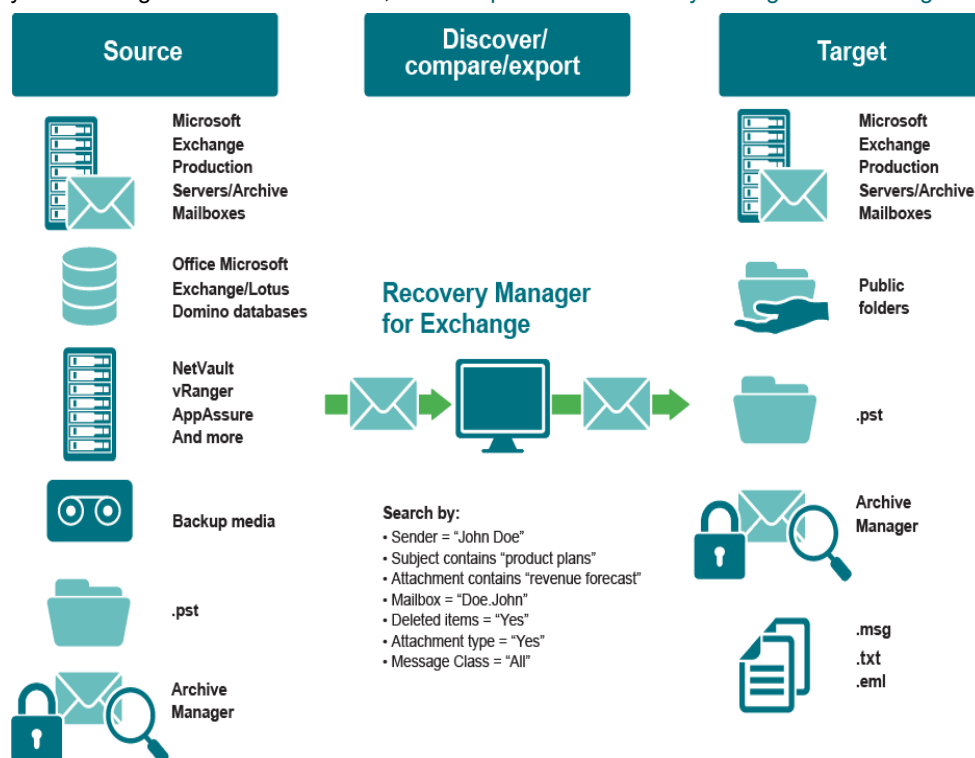 Source
Microsoft
Exchange
Production
Servers/Archive
Mailboxes
Office Microsoft
Exchange/Lotus
Domino databases
NetVault
vRanger
AppAssure
And more
Backup media
.pst
Archive
Manager
Discover/
compare/export
Recovery Manager
for Exchange
Search by:
• Sender = “John Doe”
• Subject contains “product plans”
• Attachment contains “revenue forecast”
• Mailbox = “Doe.John”
• Deleted items = “Yes”
• Attachment type = “Yes”
• Message Class = “All”
Target
Microsoft
Exchange
Production
Servers/Archive
Mailboxes
Public
folders
.pst
Archive
Manager
.msg
.txt
.eml